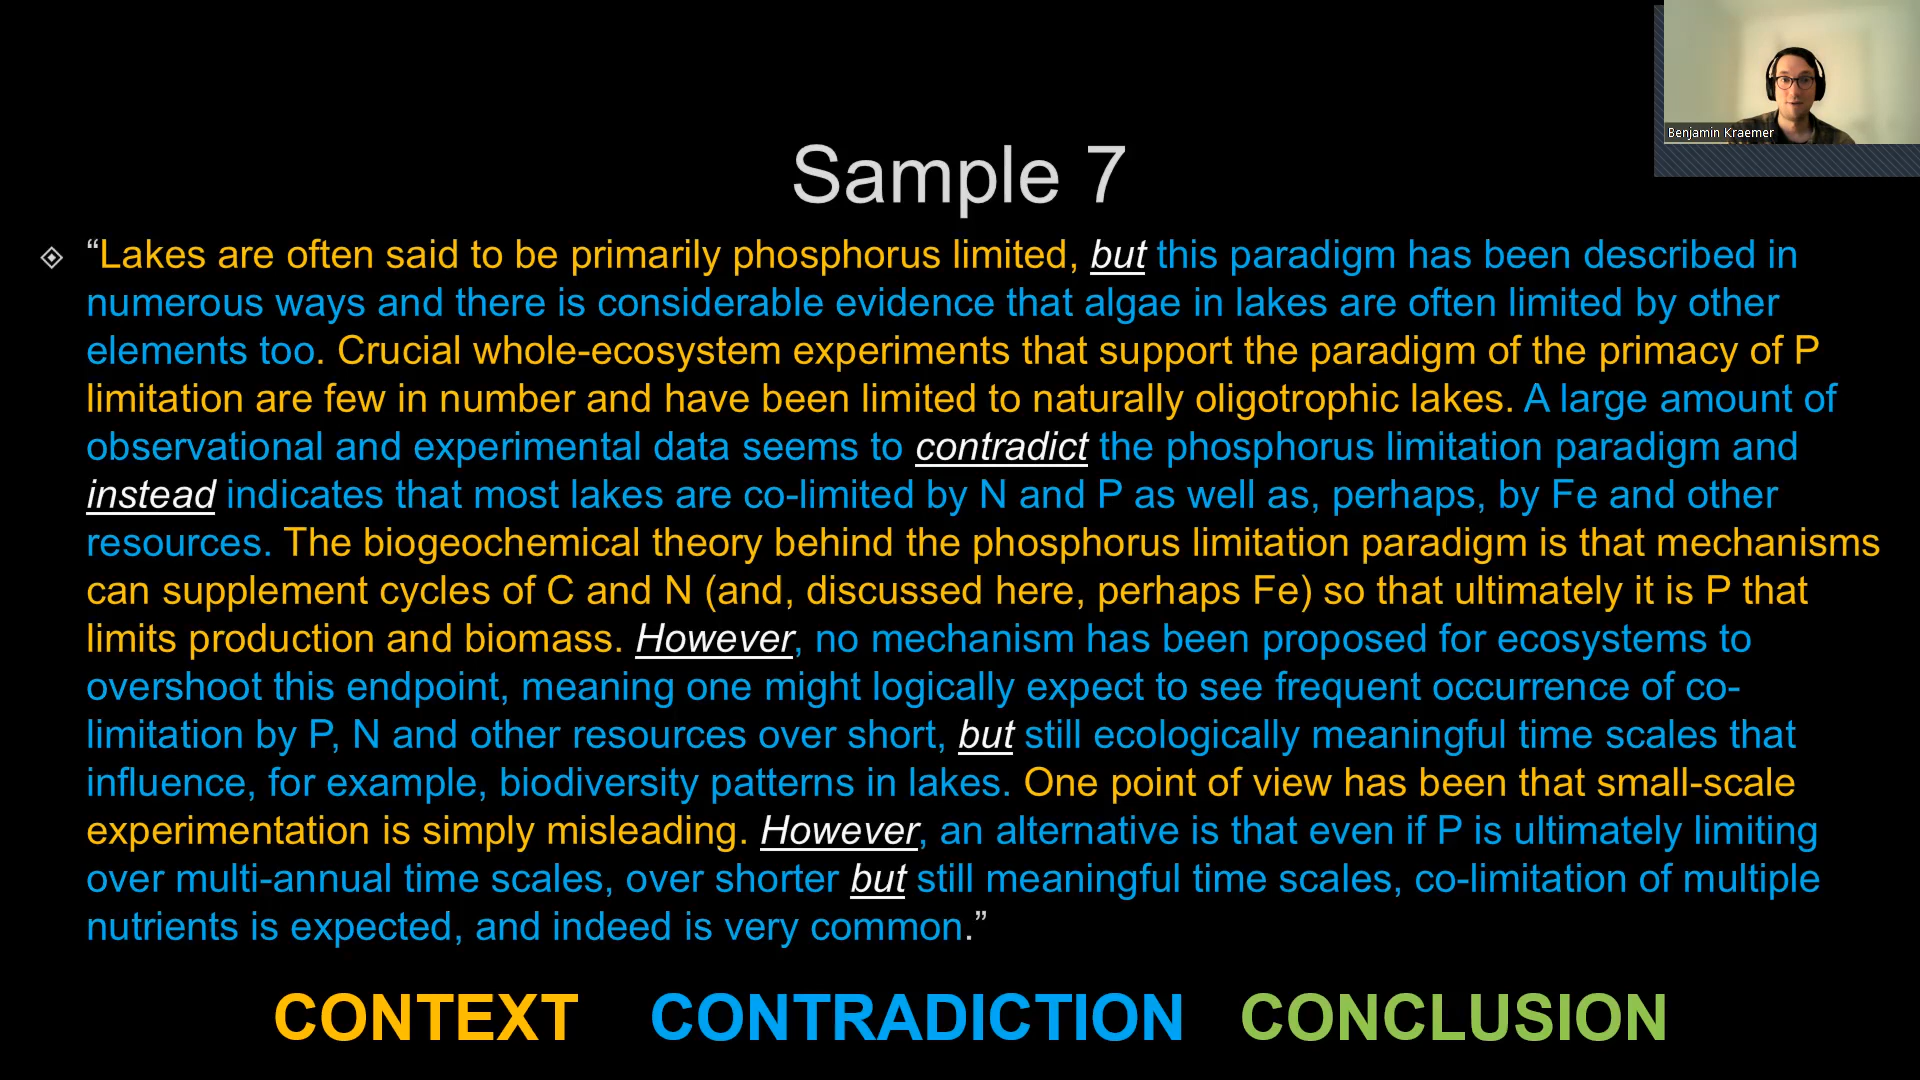 Benjamin Kraemer
Sample 7
“Lakes are often said to be primarily phosphorus limited, but this paradigm has been described in
numerous ways and there is considerable evidence that algae in lakes are often limited by other
elements too. Crucial whole-ecosystem experiments that support the paradigm of the primacy of P
limitation are few in number and have been limited to naturally oligotrophic lakes. A large amount of
observational and experimental data seems to contradict the phosphorus limitation paradigm and
instead indicates that most lakes are co-limited by N and P as well as, perhaps, by Fe and other
resources. The biogeochemical theory behind the phosphorus limitation paradigm is that mechanisms
can supplement cycles of C and N (and, discussed here, perhaps Fe) so that ultimately it is P that
limits production and biomass. However, no mechanism has been proposed for ecosystems to
overshoot this endpoint, meaning one might logically expect to see frequent occurrence of co-
limitation by P, N and other resources over short, but still ecologically meaningful time scales that
influence, for example, biodiversity patterns in lakes. One point of view has been that small-scale
experimentation is simply misleading. However, an alternative is that even if P is ultimately limiting
over multi-annual time scales, over shorter but still meaningful time scales, co-limitation of multiple
nutrients is expected, and indeed is very common.”
CONTEXT CONTRADICTION CONCLUSION